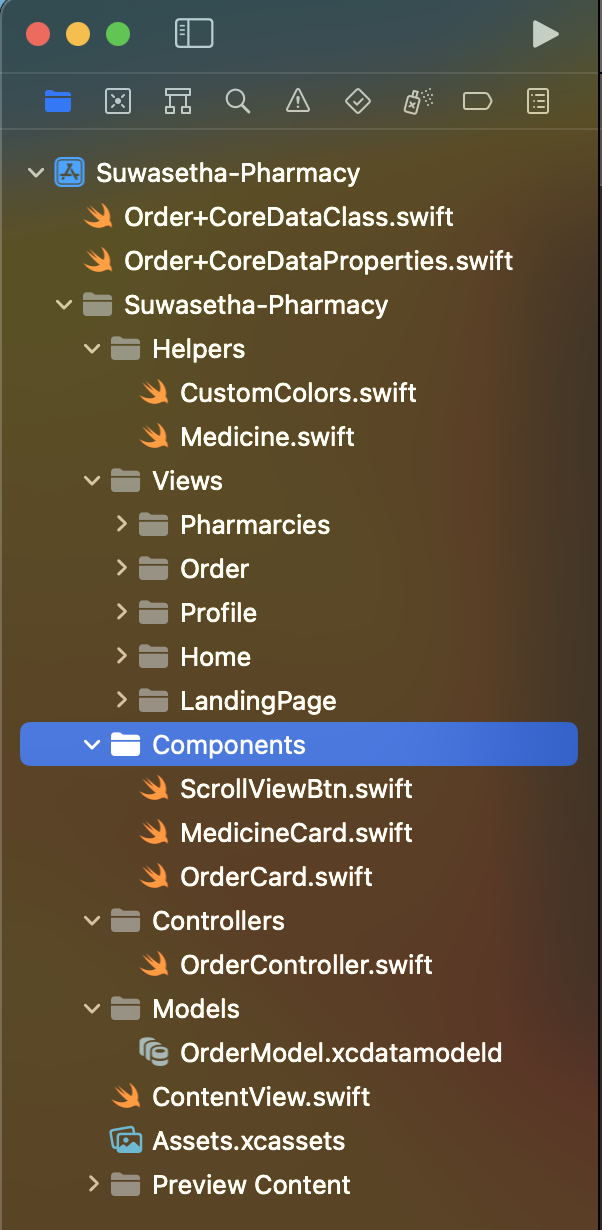 Suwasetha-Pharmacy
Order+CoreDataClass.swift
Order+CoreDataProperties.swift
Suwasetha-Pharmacy
Helpers
CustomColors.swift
Medicine.swift
Views
Pharmarcies
Order
Profile
Home
LandingPage
Components
ScrollViewBtn.swift
MedicineCard.swift
OrderCard.swift
Controllers
OrderController.swift
Models
OrderModel.xcdatamodeld
ContentView.swift
Assets.xcassets
Preview Content